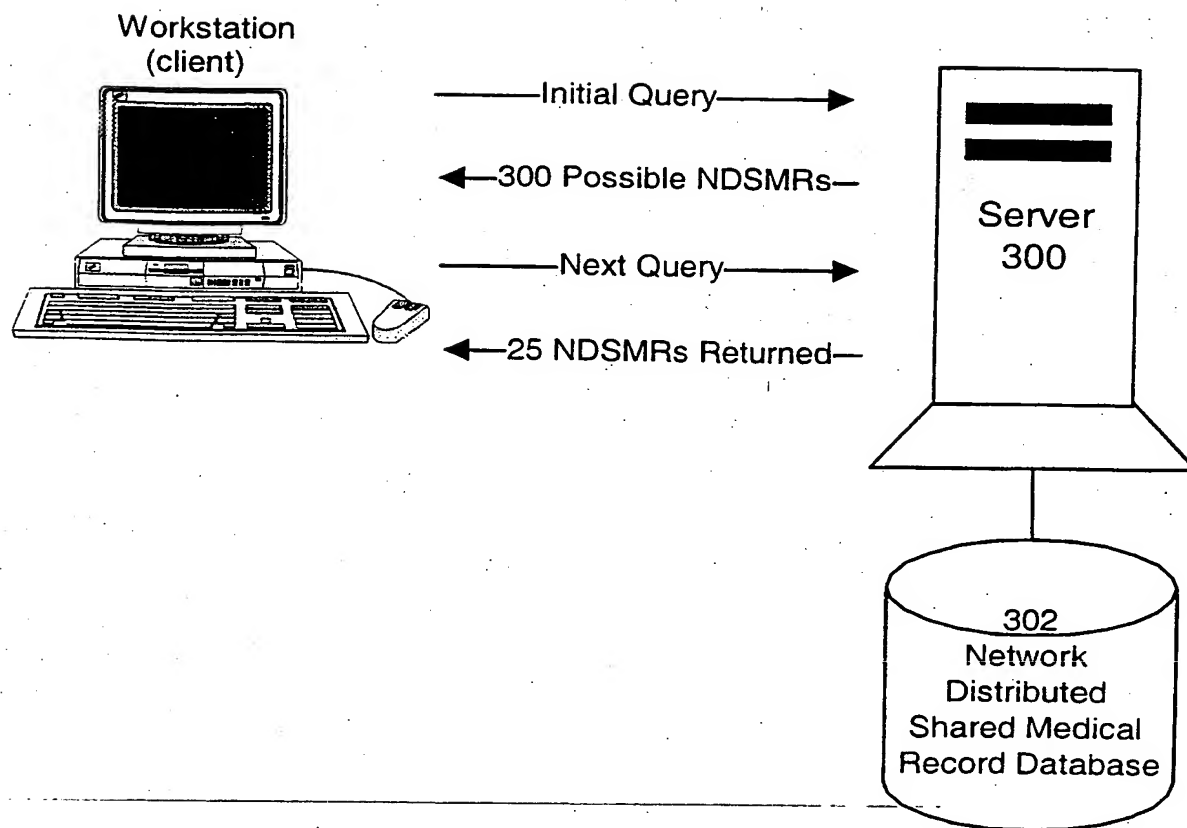 Workstation
(client)
Initial Query
300 Possible NDSMRs
Next Query
25 NDSMRs Returned
Server
300
302
Network
Distributed
Shared Medical
Record Database